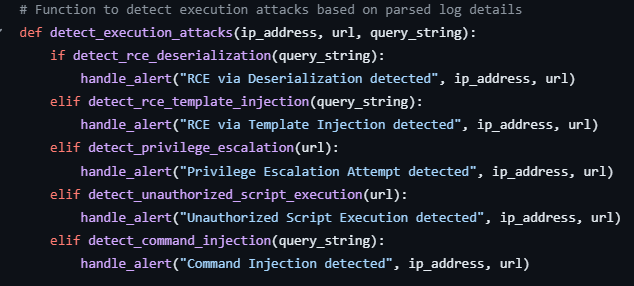 # Function to detect execution attacks based on parsed log details
def detect_execution_attacks(ip_address, url, query_string):
    if detect_rce_deserialization(query_string):
        handle_alert("RCE via Deserialization detected", ip_address, url)
    elif detect_rce_template_injection(query_string):
        handle_alert("RCE via Template Injection detected", ip_address, url)
    elif detect_privilege_escalation(url):
        handle_alert("Privilege Escalation Attempt detected", ip_address, url)
    elif detect_unauthorized_script_execution(url):
        handle_alert("Unauthorized Script Execution detected", ip_address, url)
    elif detect_command_injection(query_string):
        handle_alert("Command Injection detected", ip_address, url)